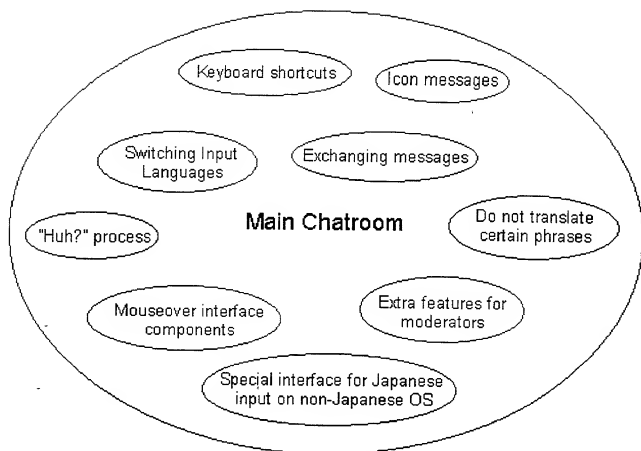 Keyboard shortcuts
Icon messages
Switching Input
Languages
Exchanging messages
"Huh?" process
Main Chatroom
Do not translate
certain phrases
Mouseover interface
components
Extra features for
moderators
Special interface for Japanese
input on non-Japanese OS